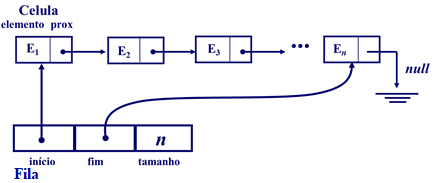 Celula
elemento prox
E1 E2 E3 ••• En
null
n
início fim tamanho
Fila